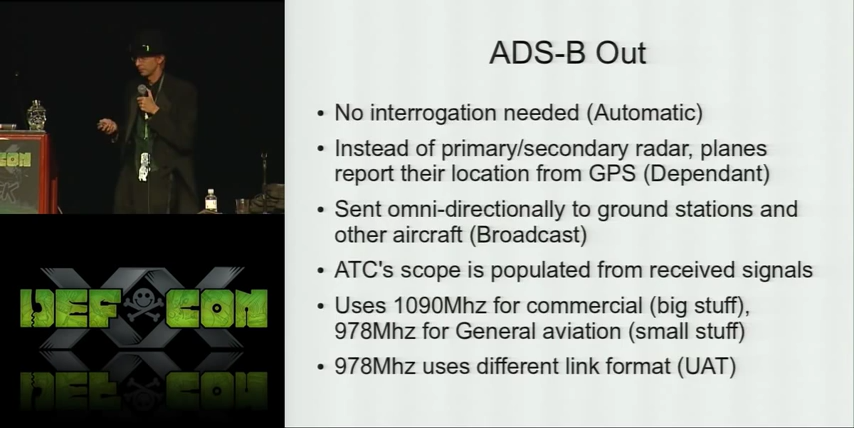 ADS-B Out
• No interrogation needed (Automatic)
• Instead of primary/secondary radar, planes
report their location from GPS (Dependant)
• Sent omni-directionally to ground stations and
other aircraft (Broadcast)
• ATC's scope is populated from received signals
• Uses 1090Mhz for commercial (big stuff),
978Mhz for General aviation (small stuff)
• 978Mhz uses different link format (UAT)
DEF CON
XX